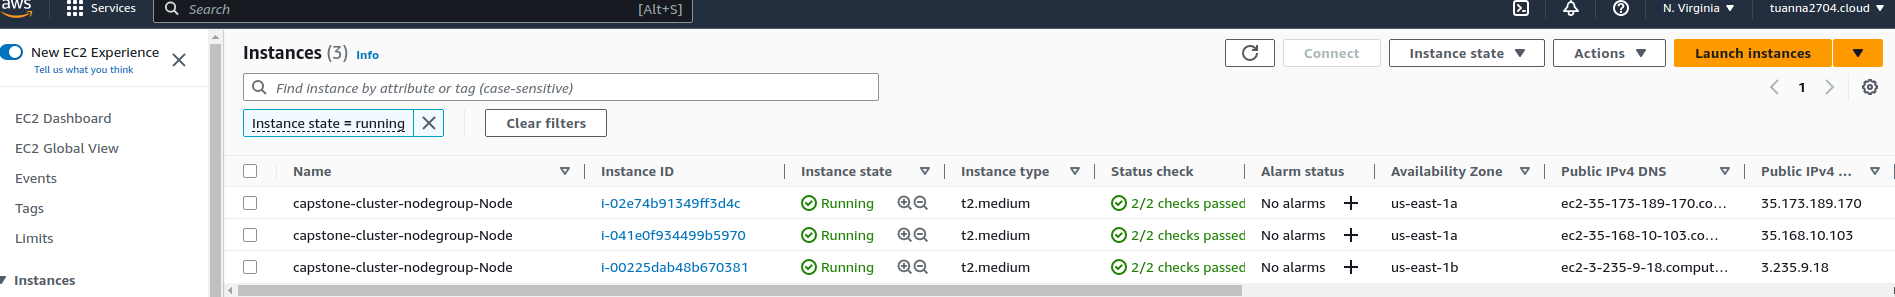 aws Services Search [Alt+S] N. Virginia tuanna2704.cloud
New EC2 Experience
Tell us what you think
EC2 Dashboard
EC2 Global View
Events
Tags
Limits
Instances
Instances (3) Info
Connect Instance state Actions Launch instances
Find instance by attribute or tag (case-sensitive)
1
Instance state = running Clear filters
Name Instance ID Instance state Instance type Status check Alarm status Availability Zone Public IPv4 DNS Public IPv4 ...
capstone-cluster-nodegroup-Node i-02e74b91349ff3d4c Running t2.medium 2/2 checks passed No alarms us-east-1a ec2-35-173-189-170.co... 35.173.189.170
capstone-cluster-nodegroup-Node i-041e0f934499b5970 Running t2.medium 2/2 checks passed No alarms us-east-1a ec2-35-168-10-103.co... 35.168.10.103
capstone-cluster-nodegroup-Node i-00225dab48b670381 Running t2.medium 2/2 checks passed No alarms us-east-1b ec2-3-235-9-18.comput... 3.235.9.18